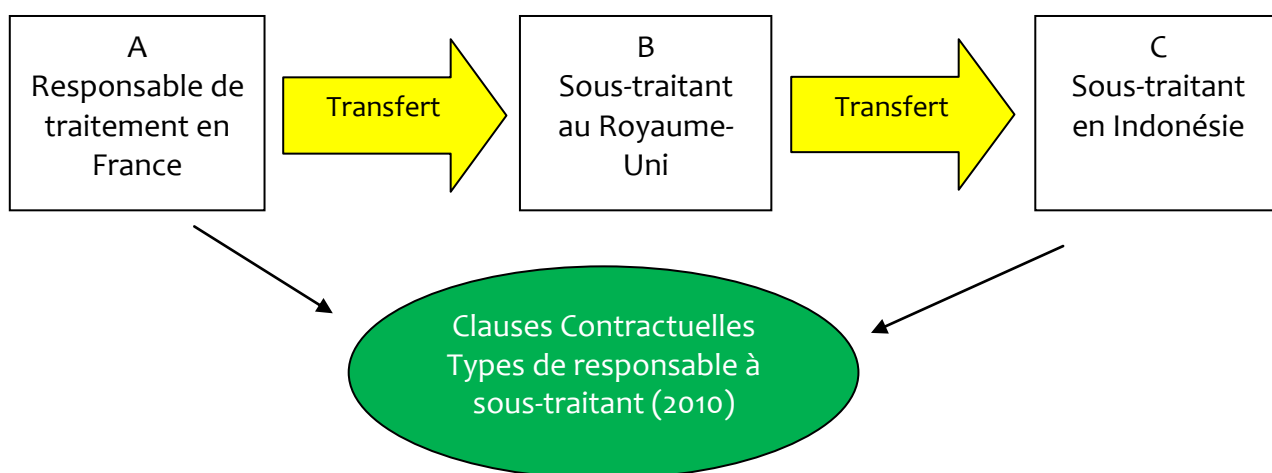 A
Responsable de
traitement en
France
Transfert
B
Sous-traitant
au Royaume-
Uni
Transfert
C
Sous-traitant
en Indonésie
Clauses Contractuelles
Types de responsable à
sous-traitant (2010)